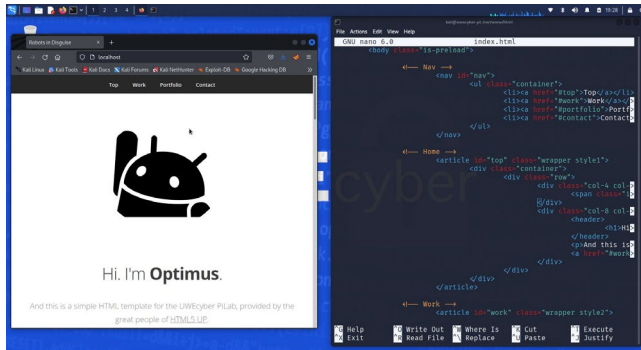 1 2 3 4
19:28
Robots in Disguise
localhost
Kali Linux Kali Tools Kali Docs Kali Forums Kali NetHunter Exploit-DB Google Hacking DB
Top Work Portfolio Contact
Hi. I'm Optimus.
And this is a simple HTML template for the UWEcyber PiLab, provided by the
great people of HTML5 UP.
File Actions Edit View Help
GNU nano 6.0 index.html
<body class="is-preload">
<!-- Nav -->
<nav id="nav">
<ul class="container">
<li><a href="#top">Top</a></li>
<li><a href="#work">Work</a></
<li><a href="#portfolio">Portf
<li><a href="#contact">Contact
</ul>
</nav>
<!-- Home -->
<article id="top" class="wrapper style1">
<div class="container">
<div class="row">
<div class="col-4 col-
<span class="i
</div>
<div class="col-8 col-
<header>
<h1>Hi
</header>
<p>And this is
<a href="#work
</div>
</div>
</div>
</article>
<!-- Work -->
<article id="work" class="wrapper style2">
^G Help ^O Write Out ^W Where Is ^K Cut ^T Execute
^X Exit ^R Read File ^\ Replace ^U Paste ^J Justify
cyber